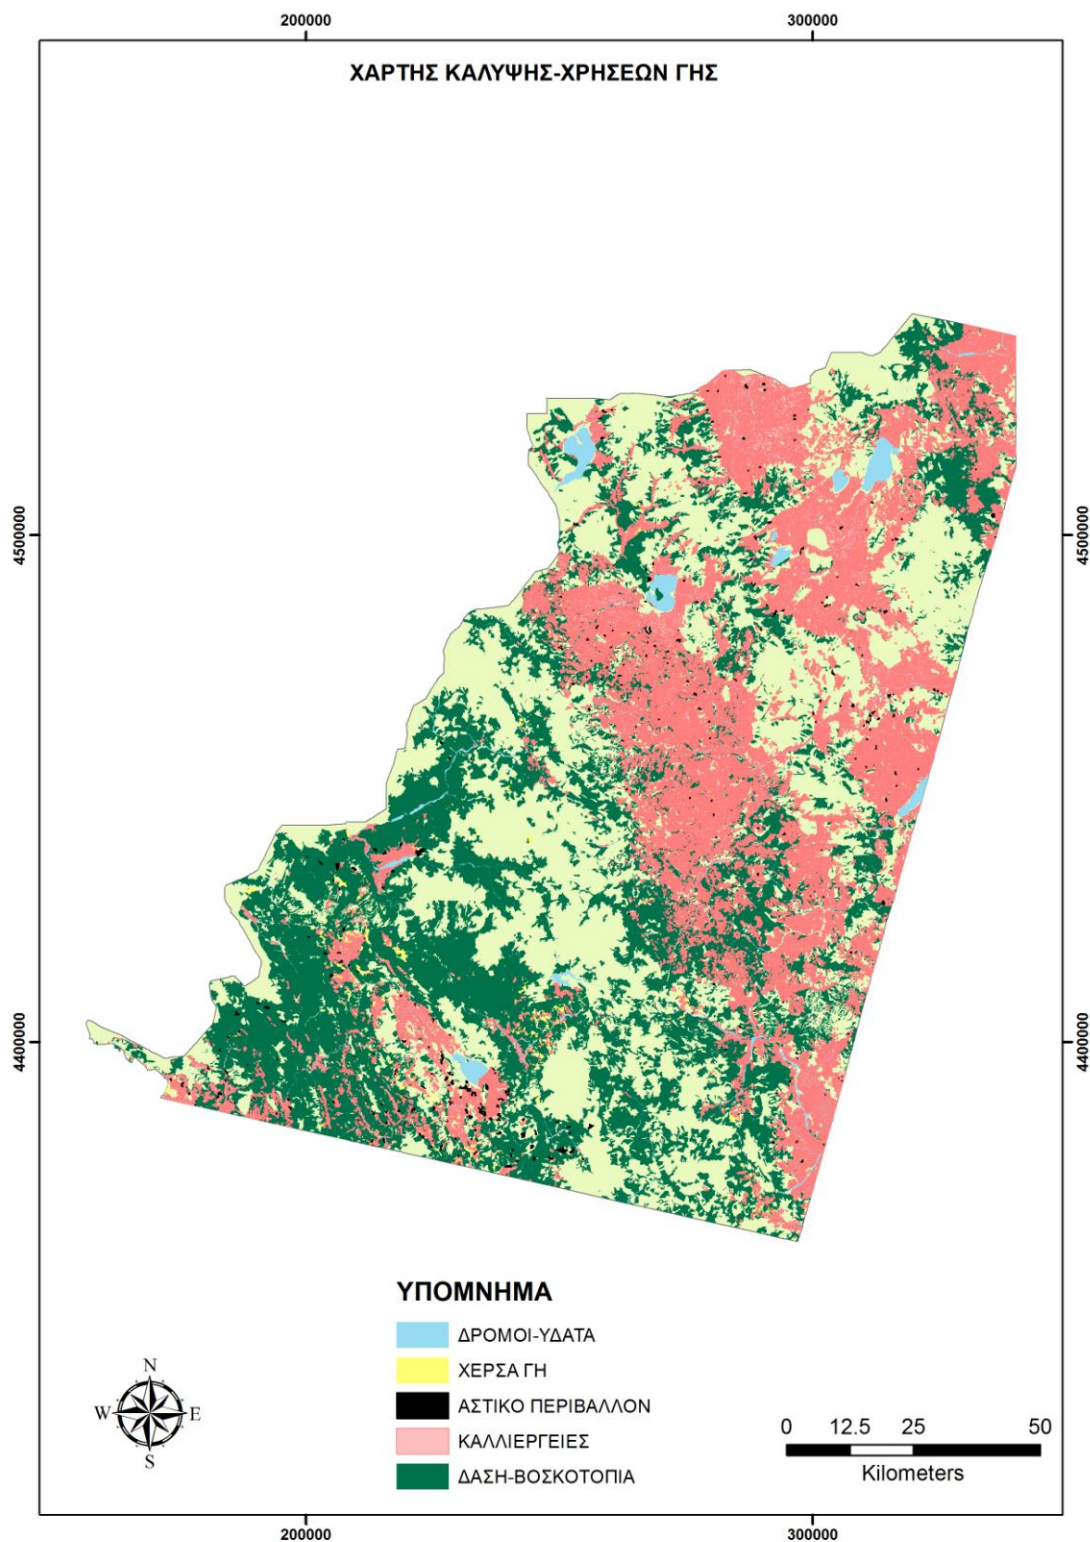 200000 300000
ΧΑΡΤΗΣ ΚΑΛΥΨΗΣ-ΧΡΗΣΕΩΝ ΓΗΣ
4500000 4500000
4400000 4400000
ΥΠΟΜΝΗΜΑ
ΔΡΟΜΟΙ-ΥΔΑΤΑ
ΧΕΡΣΑ ΓΗ
ΑΣΤΙΚΟ ΠΕΡΙΒΑΛΛΟΝ
ΚΑΛΛΙΕΡΓΕΙΕΣ
ΔΑΣΗ-ΒΟΣΚΟΤΟΠΙΑ
N
W E
S
0 12.5 25 50
Kilometers
200000 300000